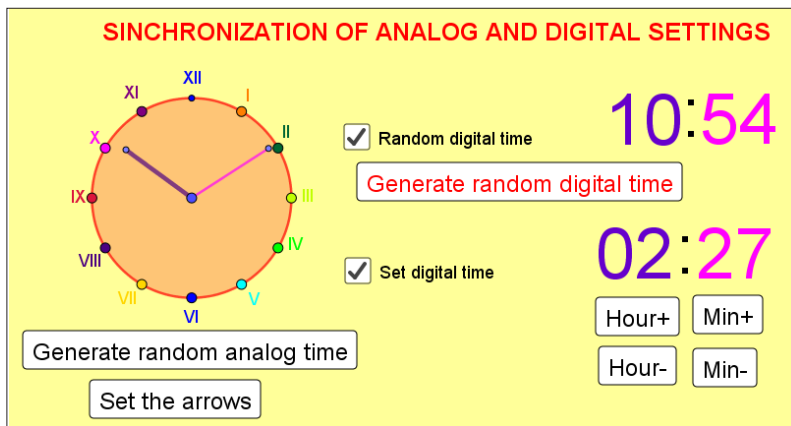 SINCHRONIZATION OF ANALOG AND DIGITAL SETTINGS
XII
XI
I
X
II
IX
III
VIII
IV
VII
V
VI
Generate random analog time
Set the arrows
Random digital time
10:54
Generate random digital time
Set digital time
02:27
Hour+ Min+
Hour- Min-